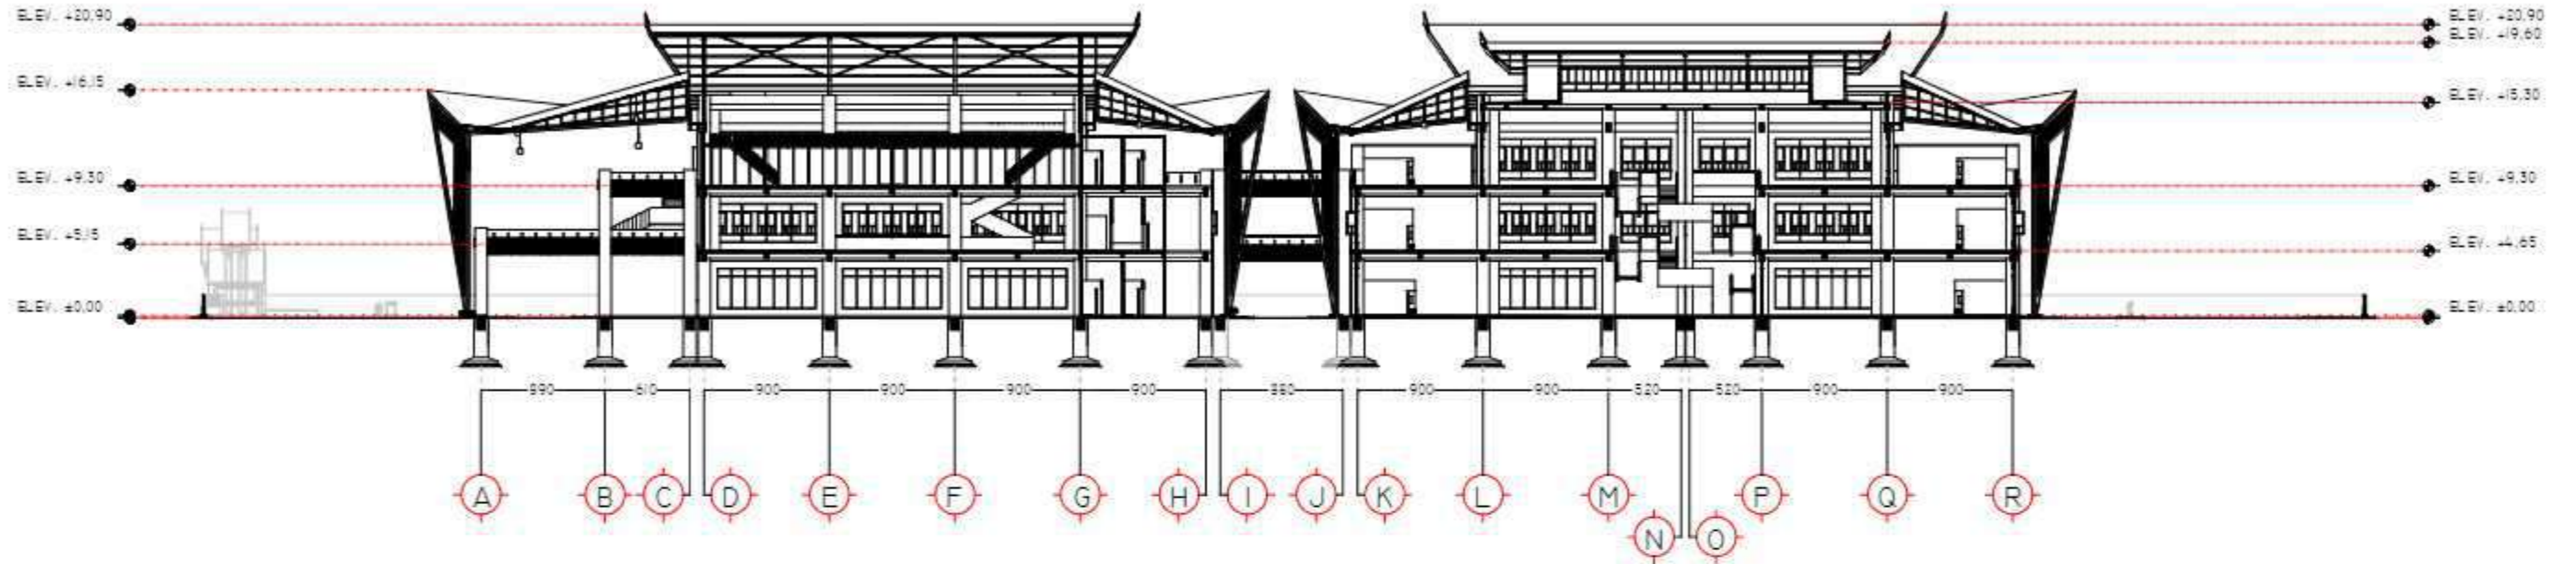 ELEV. +20.90
ELEV. +16.15
ELEV. +9.30
ELEV. +5.15
ELEV. ±0.00
ELEV. +20.90
ELEV. +19.60
ELEV. +15.30
ELEV. +9.30
ELEV. +4.65
ELEV. ±0.00
890 610 900 900 900 900 880 900 900 520 520 900 900
A B C D E F G H I J K L M P Q R
N O